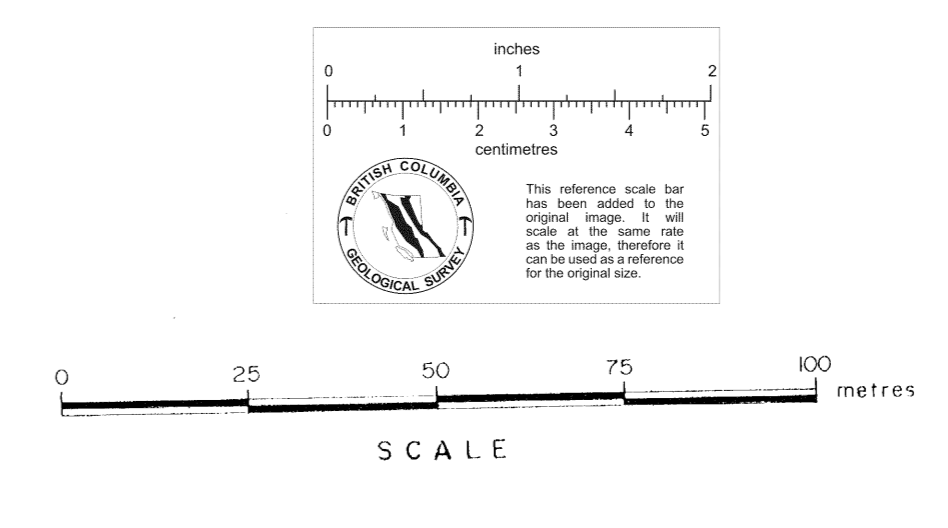 inches
0 1 2
0 1 2 3 4 5
centimetres
BRITISH COLUMBIA
GEOLOGICAL SURVEY
This reference scale bar
has been added to the
original image. It will
scale at the same rate
as the image, therefore it
can be used as a reference
for the original size.
0 25 50 75 100
metres
SCALE